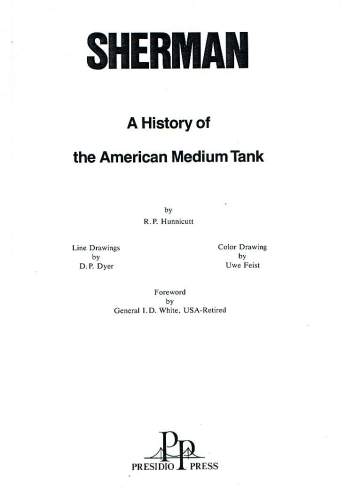 SHERMAN
A History of
the American Medium Tank
by
R.P. Hunnicutt
Line Drawings
by
D.P. Dyer
Color Drawing
by
Uwe Feist
Foreword
by
General I.D. White, USA-Retired
PP
PRESIDIO PRESS